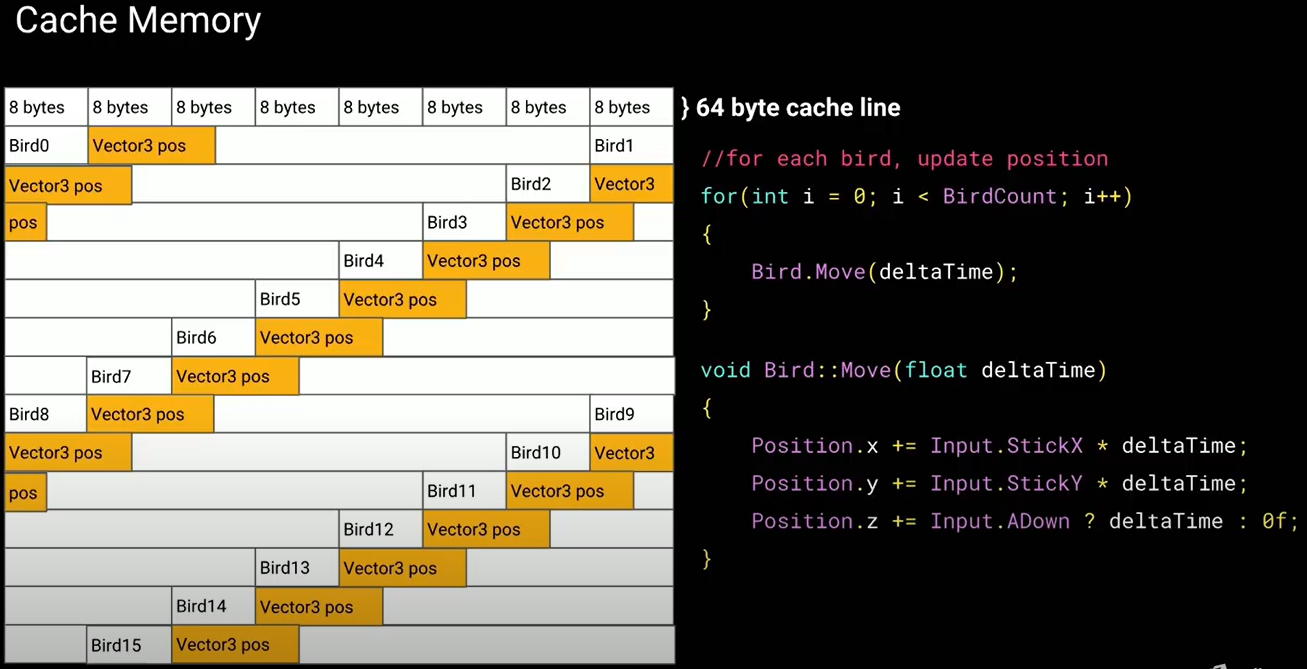 Cache Memory
8 bytes 8 bytes 8 bytes 8 bytes 8 bytes 8 bytes 8 bytes 8 bytes
Bird0 Vector3 pos Bird1
Vector3 pos Bird2 Vector3
pos Bird3 Vector3 pos
Bird4 Vector3 pos
Bird5 Vector3 pos
Bird6 Vector3 pos
Bird7 Vector3 pos
Bird8 Vector3 pos Bird9
Vector3 pos Bird10 Vector3
pos Bird11 Vector3 pos
Bird12 Vector3 pos
Bird13 Vector3 pos
Bird14 Vector3 pos
Bird15 Vector3 pos
} 64 byte cache line
//for each bird, update position
for(int i = 0; i < BirdCount; i++)
{
Bird.Move(deltaTime);
}
void Bird::Move(float deltaTime)
{
Position.x += Input.StickX * deltaTime;
Position.y += Input.StickY * deltaTime;
Position.z += Input.ADown ? deltaTime : 0f;
}